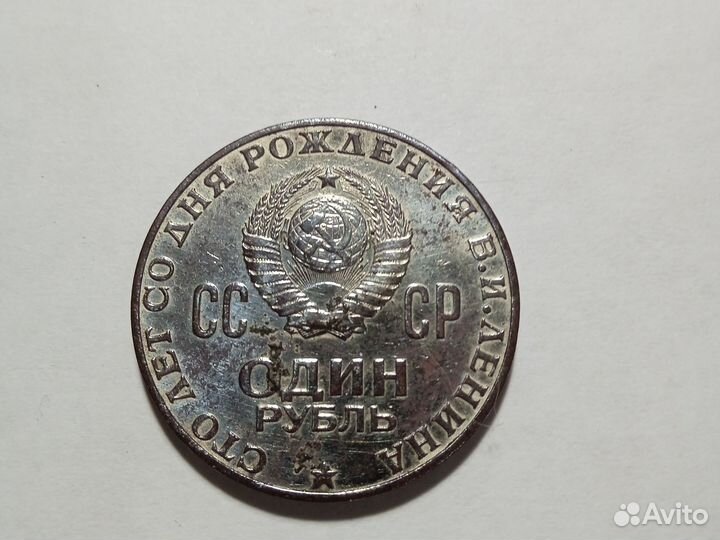 СТО ЛЕТ СО ДНЯ РОЖДЕНИЯ В.И.ЛЕНИНА
СС СР
ОДИН
РУБЛЬ
Avito